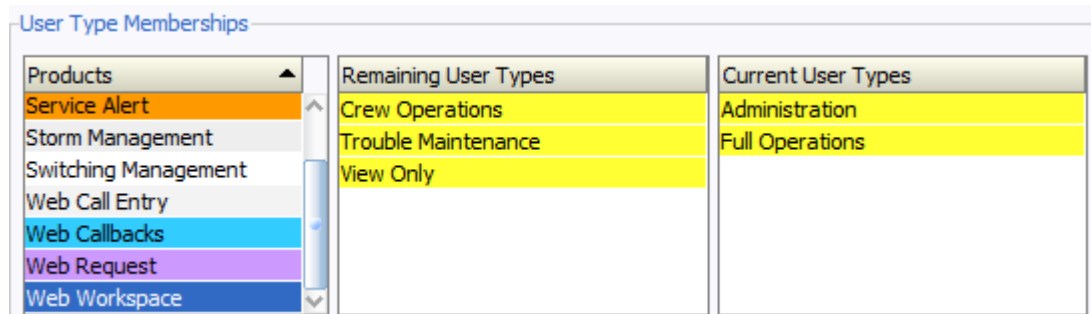 User Type Memberships
Products
Service Alert
Storm Management
Switching Management
Web Call Entry
Web Callbacks
Web Request
Web Workspace
Remaining User Types
Crew Operations
Trouble Maintenance
View Only
Current User Types
Administration
Full Operations